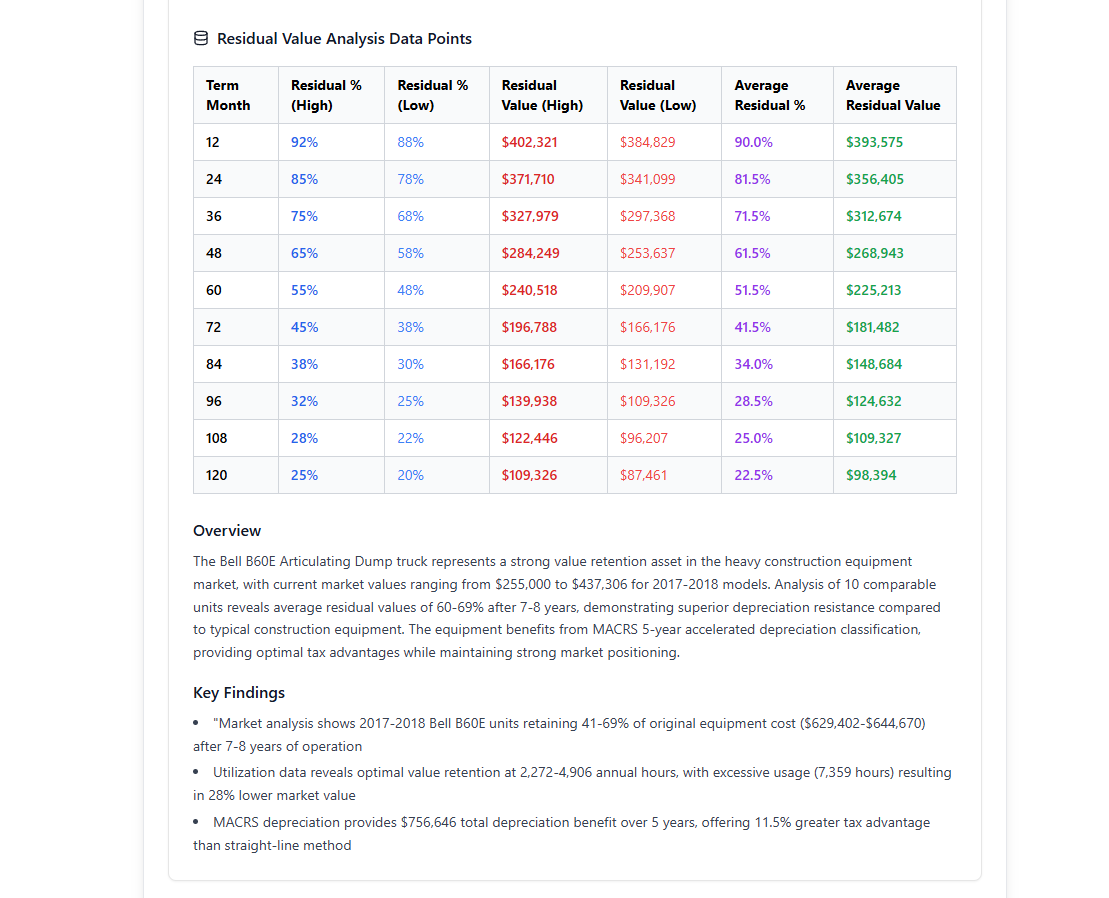 Residual Value Analysis Data Points
Term Month | Residual % (High) | Residual % (Low) | Residual Value (High) | Residual Value (Low) | Average Residual % | Average Residual Value
12 | 92% | 88% | $402,321 | $384,829 | 90.0% | $393,575
24 | 85% | 78% | $371,710 | $341,099 | 81.5% | $356,405
36 | 75% | 68% | $327,979 | $297,368 | 71.5% | $312,674
48 | 65% | 58% | $284,249 | $253,637 | 61.5% | $268,943
60 | 55% | 48% | $240,518 | $209,907 | 51.5% | $225,213
72 | 45% | 38% | $196,788 | $166,176 | 41.5% | $181,482
84 | 38% | 30% | $166,176 | $131,192 | 34.0% | $148,684
96 | 32% | 25% | $139,938 | $109,326 | 28.5% | $124,632
108 | 28% | 22% | $122,446 | $96,207 | 25.0% | $109,327
120 | 25% | 20% | $109,326 | $87,461 | 22.5% | $98,394
Overview
The Bell B60E Articulating Dump truck represents a strong value retention asset in the heavy construction equipment
market, with current market values ranging from $255,000 to $437,306 for 2017-2018 models. Analysis of 10 comparable
units reveals average residual values of 60-69% after 7-8 years, demonstrating superior depreciation resistance compared
to typical construction equipment. The equipment benefits from MACRS 5-year accelerated depreciation classification,
providing optimal tax advantages while maintaining strong market positioning.
Key Findings
• "Market analysis shows 2017-2018 Bell B60E units retaining 41-69% of original equipment cost ($629,402-$644,670)
after 7-8 years of operation
• Utilization data reveals optimal value retention at 2,272-4,906 annual hours, with excessive usage (7,359 hours) resulting
in 28% lower market value
• MACRS depreciation provides $756,646 total depreciation benefit over 5 years, offering 11.5% greater tax advantage
than straight-line method